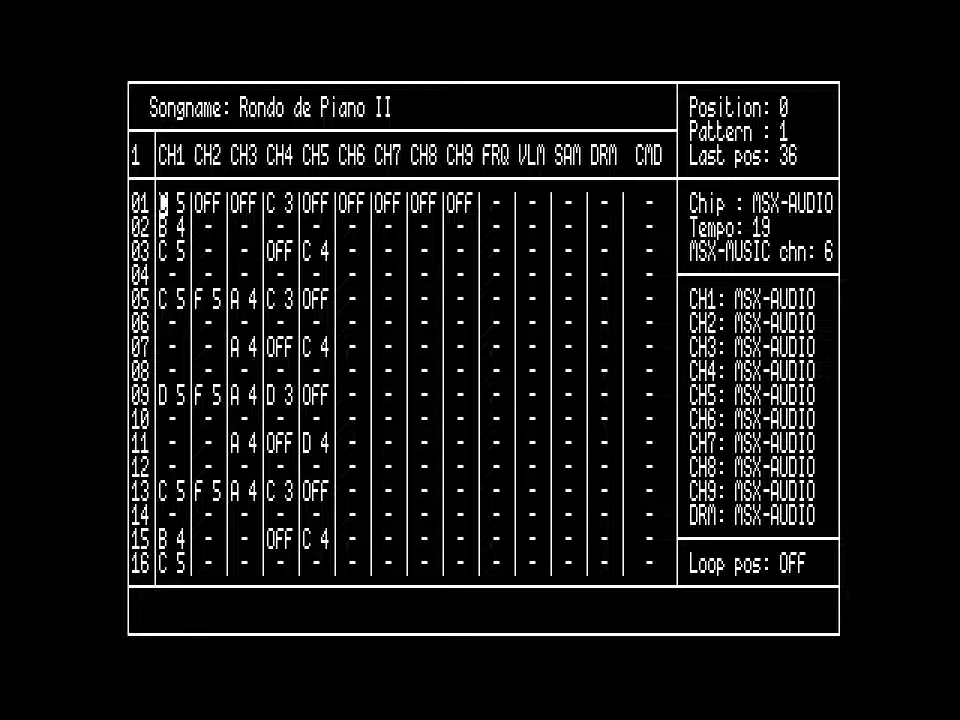 Songname: Rondo de Piano II
Position: 0
Pattern : 1
Last pos: 36
1 CH1 CH2 CH3 CH4 CH5 CH6 CH7 CH8 CH9 FRQ VLM SAM DRM CMD
01 5 OFF OFF C 3 OFF OFF OFF OFF OFF - - - - -
02 B 4 - - - - - - - - - - - - -
03 C 5 - - OFF C 4 - - - - - - - - -
04 - - - - - - - - - - - - - -
05 C 5 F 5 A 4 C 3 OFF - - - - - - - - -
06 - - - - - - - - - - - - - -
07 - - A 4 OFF C 4 - - - - - - - - -
08 - - - - - - - - - - - - - -
09 D 5 F 5 A 4 D 3 OFF - - - - - - - - -
10 - - - - - - - - - - - - - -
11 - - A 4 OFF D 4 - - - - - - - - -
12 - - - - - - - - - - - - - -
13 C 5 F 5 A 4 C 3 OFF - - - - - - - - -
14 - - - - - - - - - - - - - -
15 B 4 - - OFF C 4 - - - - - - - - -
16 C 5 - - - - - - - - - - - - -
Chip : MSX-AUDIO
Tempo: 19
MSX-MUSIC chn: 6
CH1: MSX-AUDIO
CH2: MSX-AUDIO
CH3: MSX-AUDIO
CH4: MSX-AUDIO
CH5: MSX-AUDIO
CH6: MSX-AUDIO
CH7: MSX-AUDIO
CH8: MSX-AUDIO
CH9: MSX-AUDIO
DRM: MSX-AUDIO
Loop pos: OFF